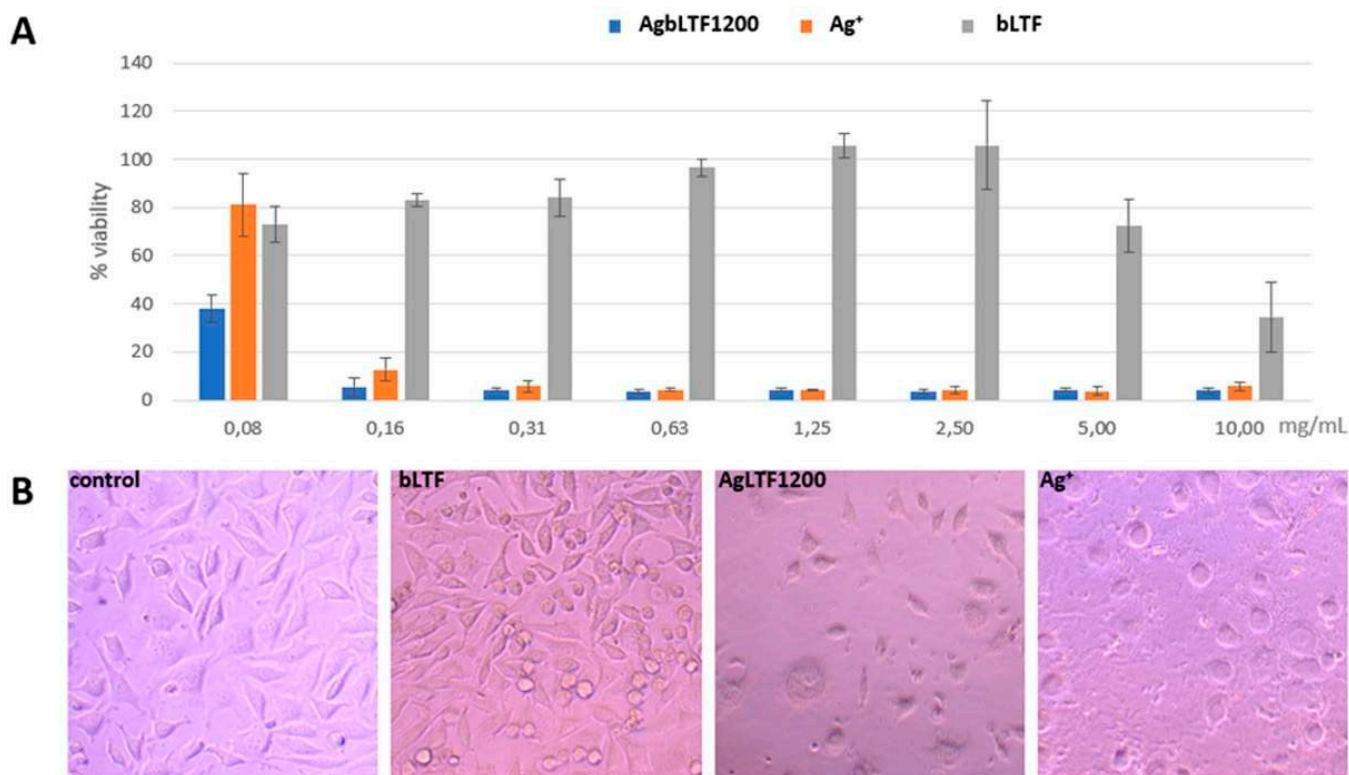 A
AgbLTF1200 Ag⁺ bLTF
140
120
100
80
60
40
20
0
% viability
0,08 0,16 0,31 0,63 1,25 2,50 5,00 10,00 mg/mL
B
control bLTF AgLTF1200 Ag⁺